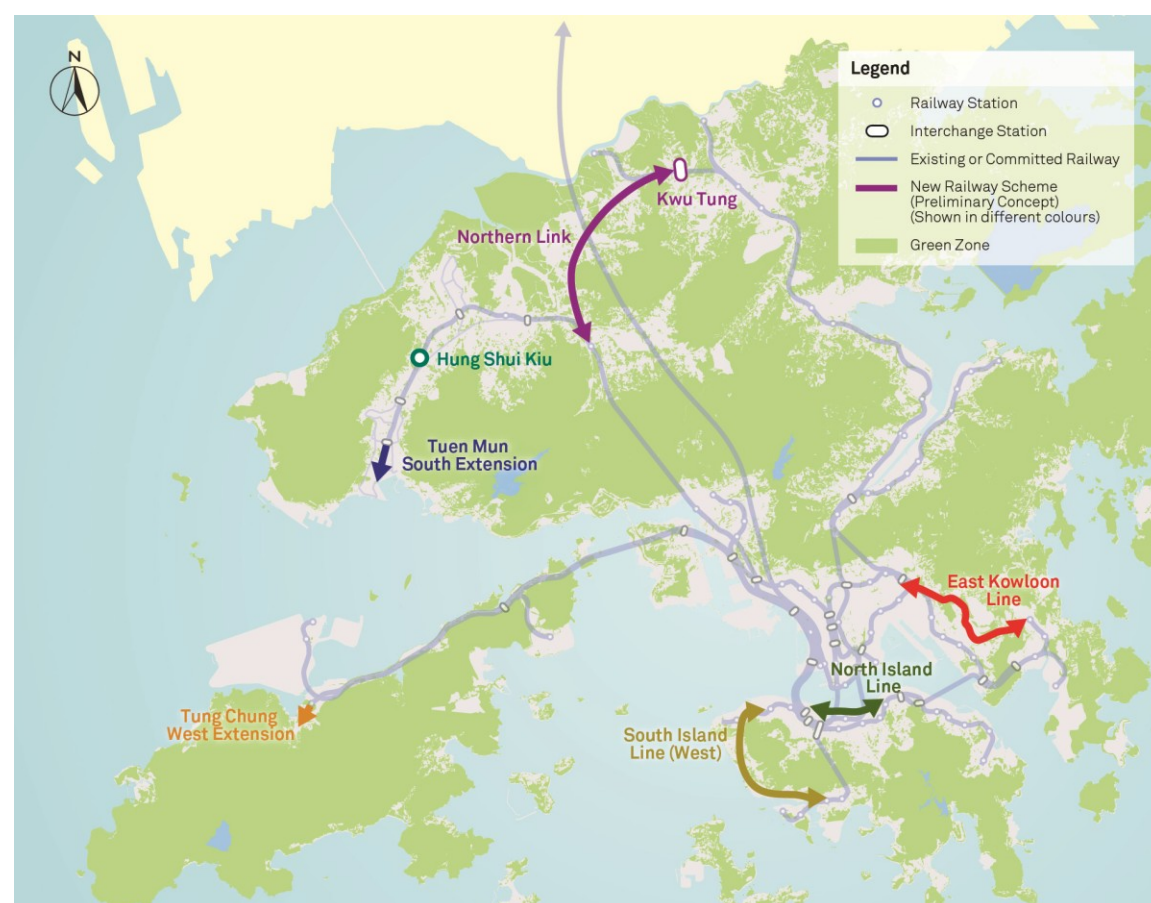 N
Legend
Railway Station
Interchange Station
Existing or Committed Railway
New Railway Scheme
(Preliminary Concept)
(Shown in different colours)
Green Zone
Kwu Tung
Northern Link
Hung Shui Kiu
Tuen Mun
South Extension
East Kowloon
Line
North Island
Line
Tung Chung
West Extension
South Island
Line (West)